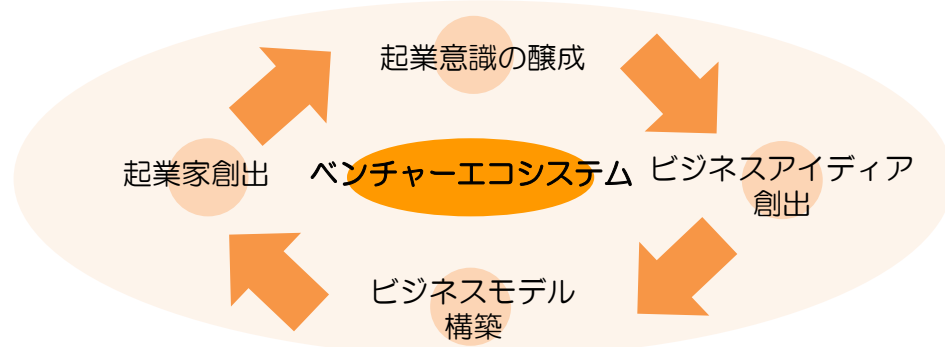 起業意識の醸成
起業家創出
ベンチャーエコシステム
ビジネスアイディア
創出
ビジネスモデル
構築